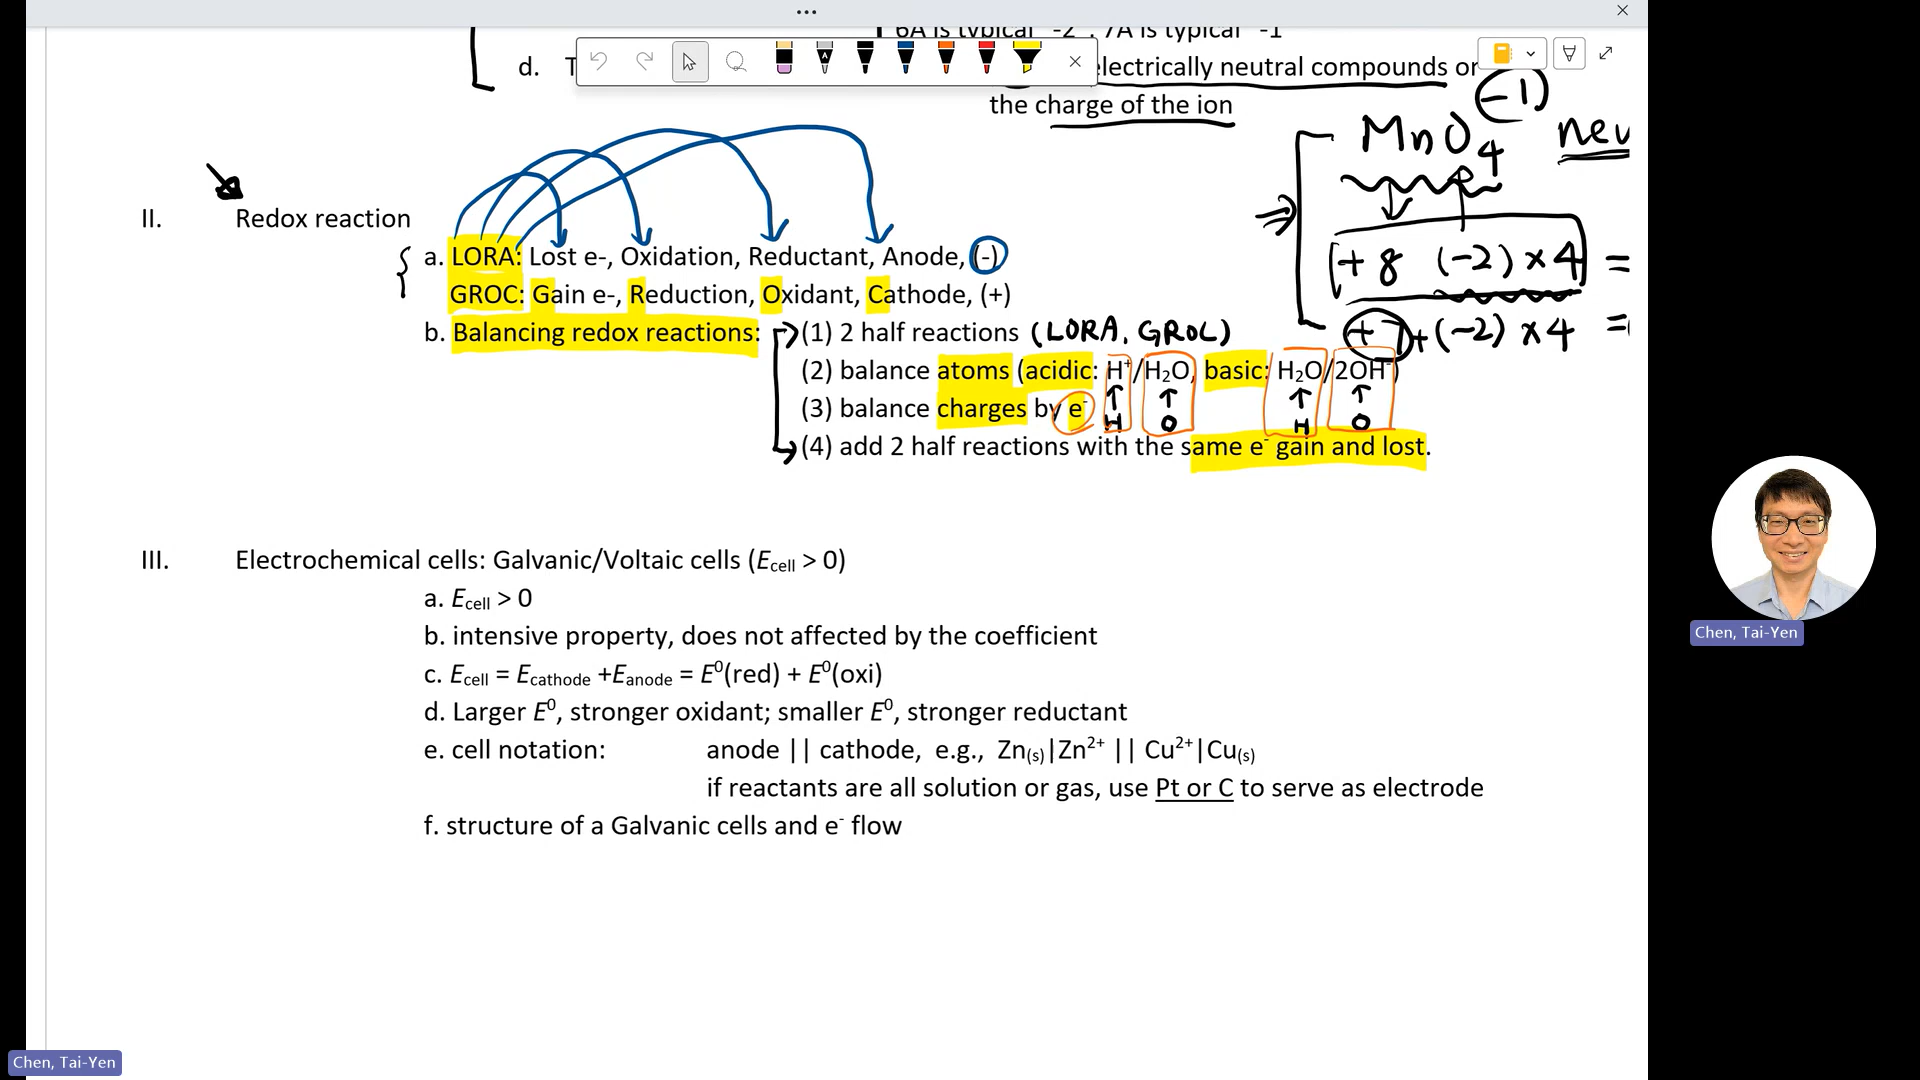 6A is typical -2 , 7A is typical -1
d. T
electrically neutral compounds or
the charge of the ion
(-1)
MnO4
neu
II. Redox reaction
+8 (-2) × 4 =
a. LORA: Lost e-, Oxidation, Reductant, Anode, (-)
GROC: Gain e-, Reduction, Oxidant, Cathode, (+)
b. Balancing redox reactions: (1) 2 half reactions (LORA, GROC)
+7 + (-2) × 4 =
(2) balance atoms (acidic: H⁺/H₂O, basic: H₂O/2OH⁻)
(3) balance charges by e⁻
↑ ↑ ↑ ↑
H O H O
(4) add 2 half reactions with the same e⁻ gain and lost.
III. Electrochemical cells: Galvanic/Voltaic cells (Ecell > 0)
a. Ecell > 0
b. intensive property, does not affected by the coefficient
c. Ecell = Ecathode +Eanode = E⁰(red) + E⁰(oxi)
d. Larger E⁰, stronger oxidant; smaller E⁰, stronger reductant
e. cell notation: anode || cathode, e.g., Zn(s)|Zn²⁺ || Cu²⁺|Cu(s)
if reactants are all solution or gas, use Pt or C to serve as electrode
f. structure of a Galvanic cells and e⁻ flow
Chen, Tai-Yen
Chen, Tai-Yen